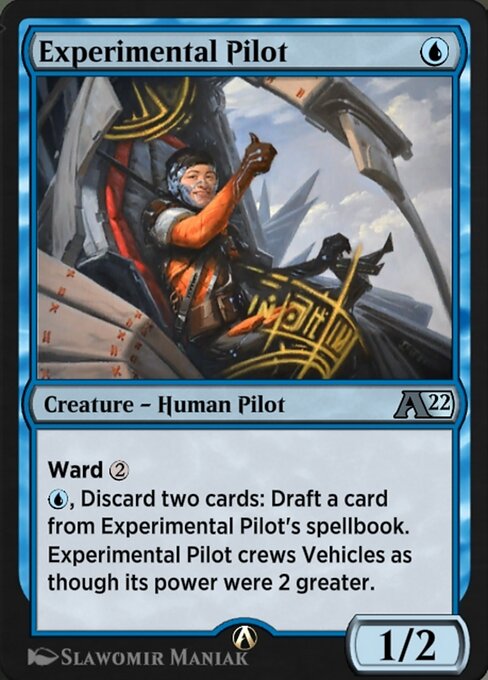 Experimental Pilot
Creature – Human Pilot
A22
Ward 2
, Discard two cards: Draft a card
from Experimental Pilot's spellbook.
Experimental Pilot crews Vehicles as
though its power were 2 greater.
1/2
Slawomir Maniak